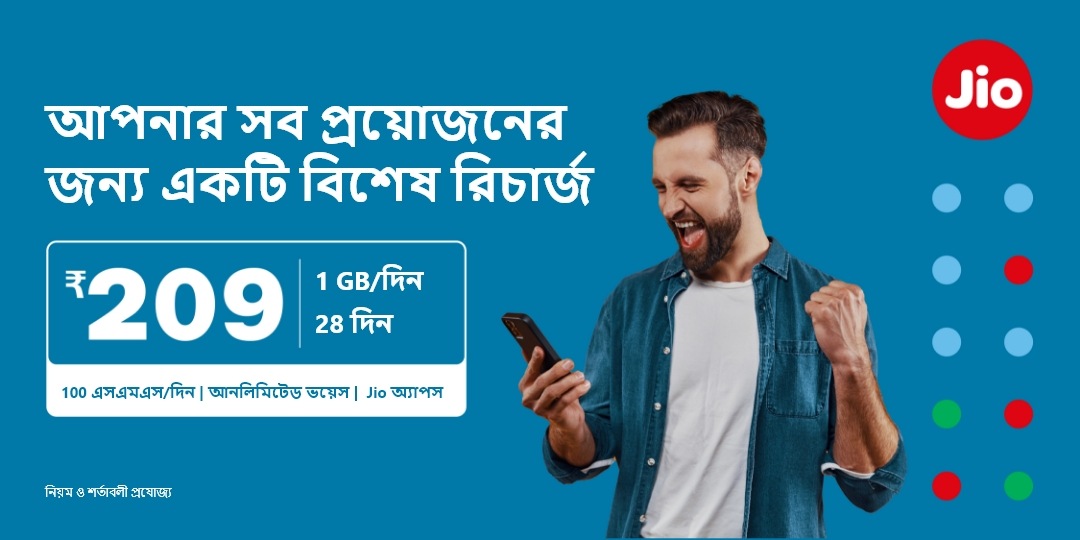 Jio
আপনার সব প্রয়োজনের
জন্য একটি বিশেষ রিচার্জ
₹209
1 GB/দিন
28 দিন
100 এসএমএস/দিন | আনলিমিটেড ভয়েস | Jio অ্যাপস
নিয়ম ও শর্তাবলী প্রযোজ্য